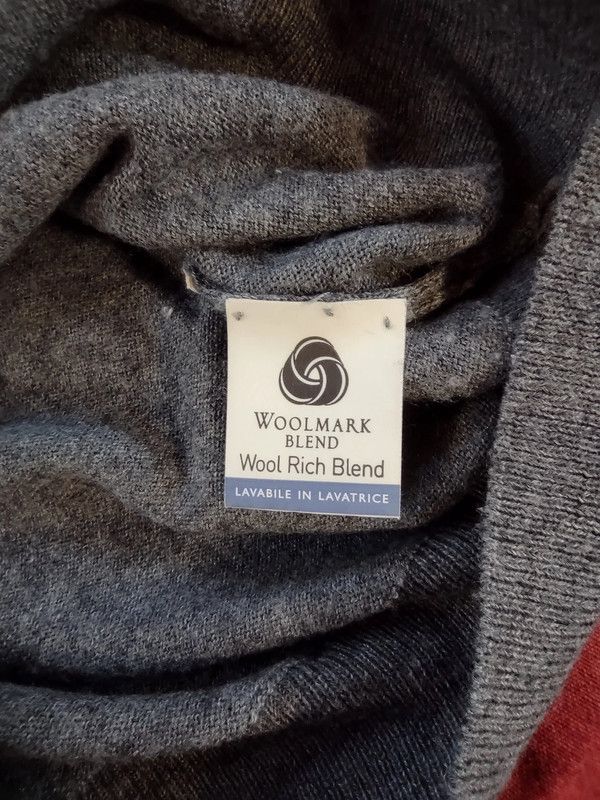 WOOLMARK
BLEND
Wool Rich Blend
LAVABILE IN LAVATRICE